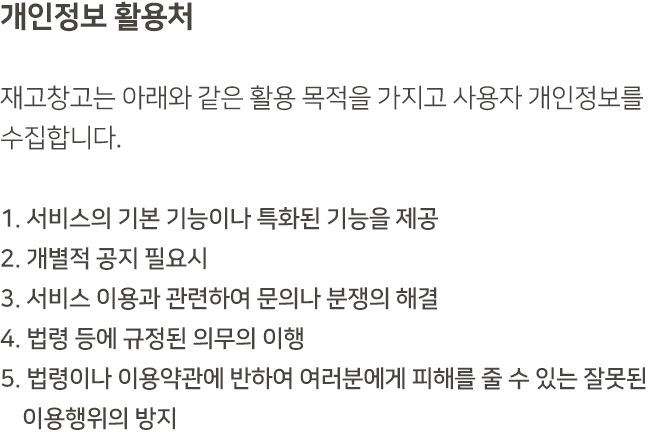 개인정보 활용처
재고창고는 아래와 같은 활용 목적을 가지고 사용자 개인정보를
수집합니다.
1. 서비스의 기본 기능이나 특화된 기능을 제공
2. 개별적 공지 필요시
3. 서비스 이용과 관련하여 문의나 분쟁의 해결
4. 법령 등에 규정된 의무의 이행
5. 법령이나 이용약관에 반하여 여러분에게 피해를 줄 수 있는 잘못된
이용행위의 방지